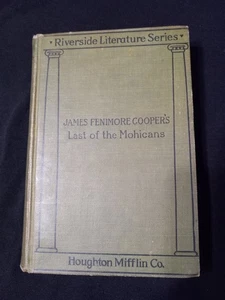 · Riverside Literature Series ·
JAMES FENIMORE COOPER'S
Last of the Mohicans
Houghton Mifflin Co.